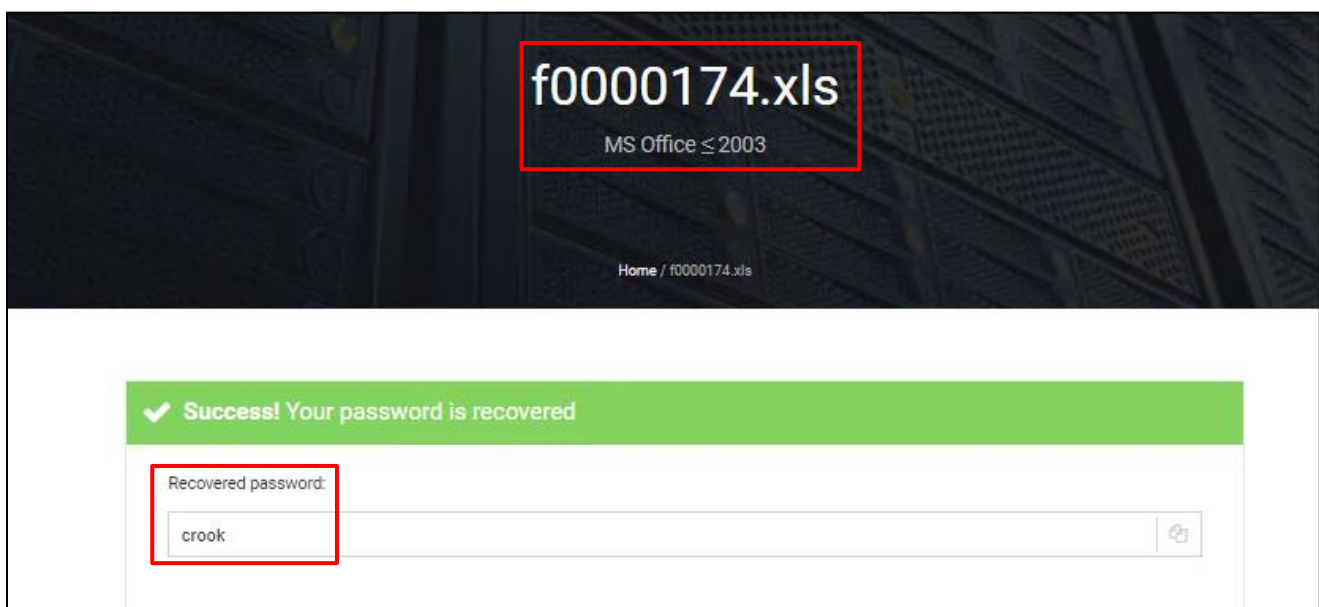 f0000174.xls
MS Office ≤ 2003
Home / f0000174.xls
Success! Your password is recovered
Recovered password:
crook